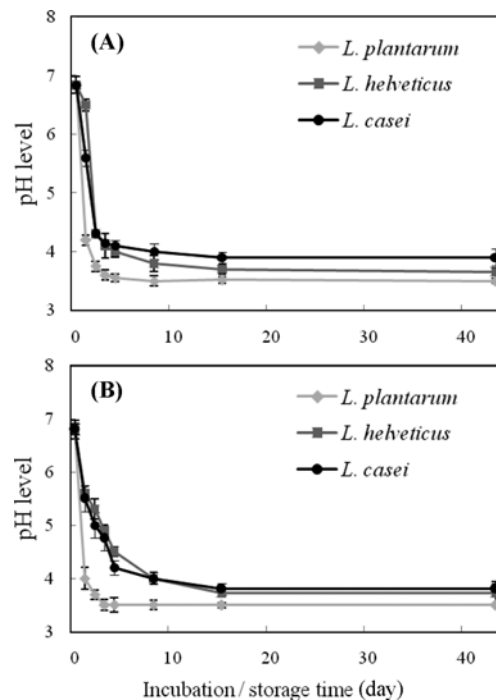 (A)
L. plantarum
L. helveticus
L. casei
pH level
8
7
6
5
4
3
0 10 20 30 40
(B)
L. plantarum
L. helveticus
L. casei
pH level
8
7
6
5
4
3
0 10 20 30 40
Incubation / storage time (day)